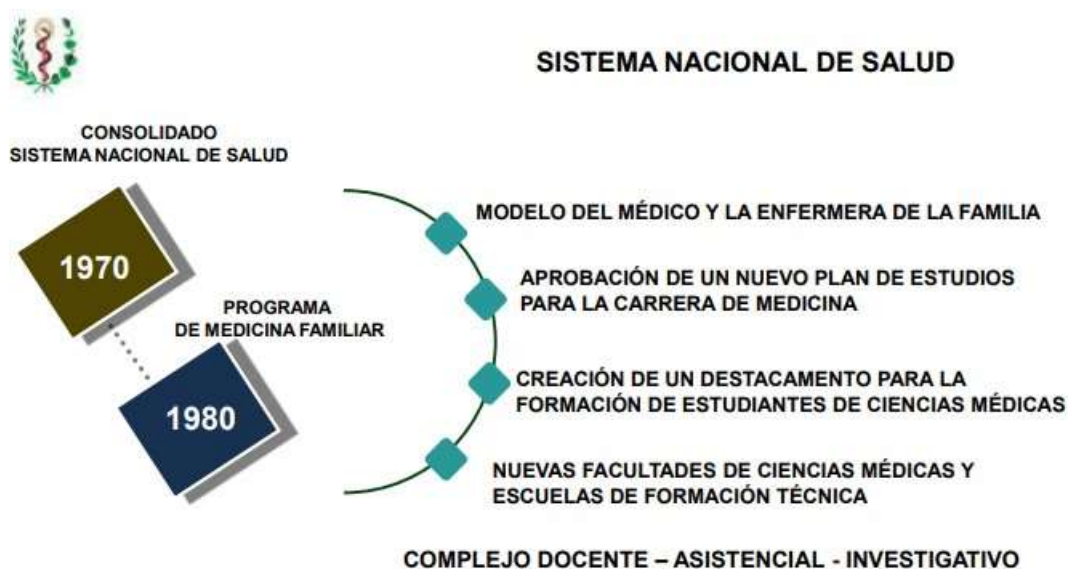 SISTEMA NACIONAL DE SALUD
CONSOLIDADO
SISTEMA NACIONAL DE SALUD
1970
PROGRAMA
DE MEDICINA FAMILIAR
1980
MODELO DEL MÉDICO Y LA ENFERMERA DE LA FAMILIA
APROBACIÓN DE UN NUEVO PLAN DE ESTUDIOS
PARA LA CARRERA DE MEDICINA
CREACIÓN DE UN DESTACAMENTO PARA LA
FORMACIÓN DE ESTUDIANTES DE CIENCIAS MÉDICAS
NUEVAS FACULTADES DE CIENCIAS MÉDICAS Y
ESCUELAS DE FORMACIÓN TÉCNICA
COMPLEJO DOCENTE – ASISTENCIAL - INVESTIGATIVO